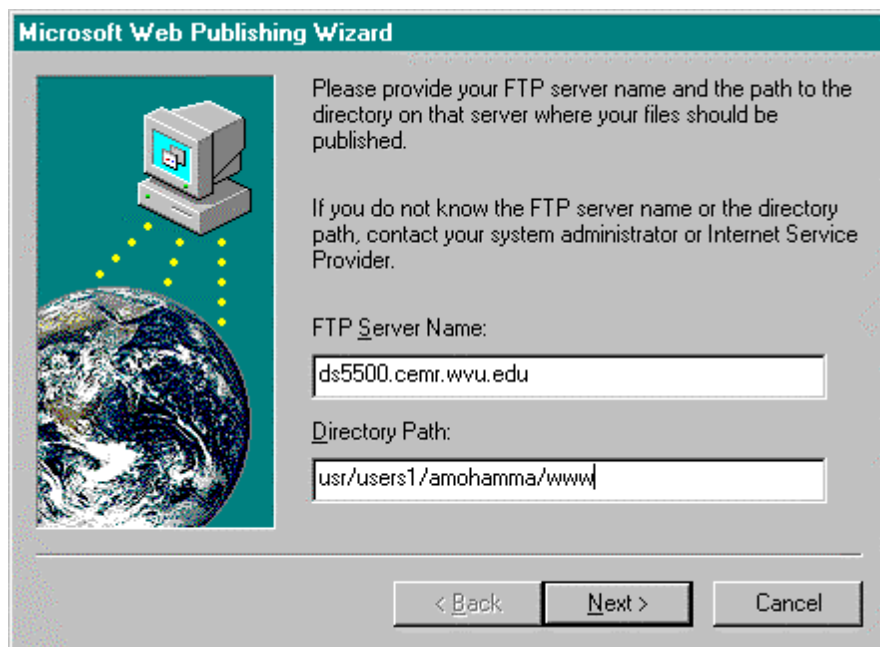 Microsoft Web Publishing Wizard
Please provide your FTP server name and the path to the
directory on that server where your files should be
published.
If you do not know the FTP server name or the directory
path, contact your system administrator or Internet Service
Provider.
FTP Server Name:
ds5500.cemr.wvu.edu
Directory Path:
usr/users1/amohamma/www
< Back
Next >
Cancel